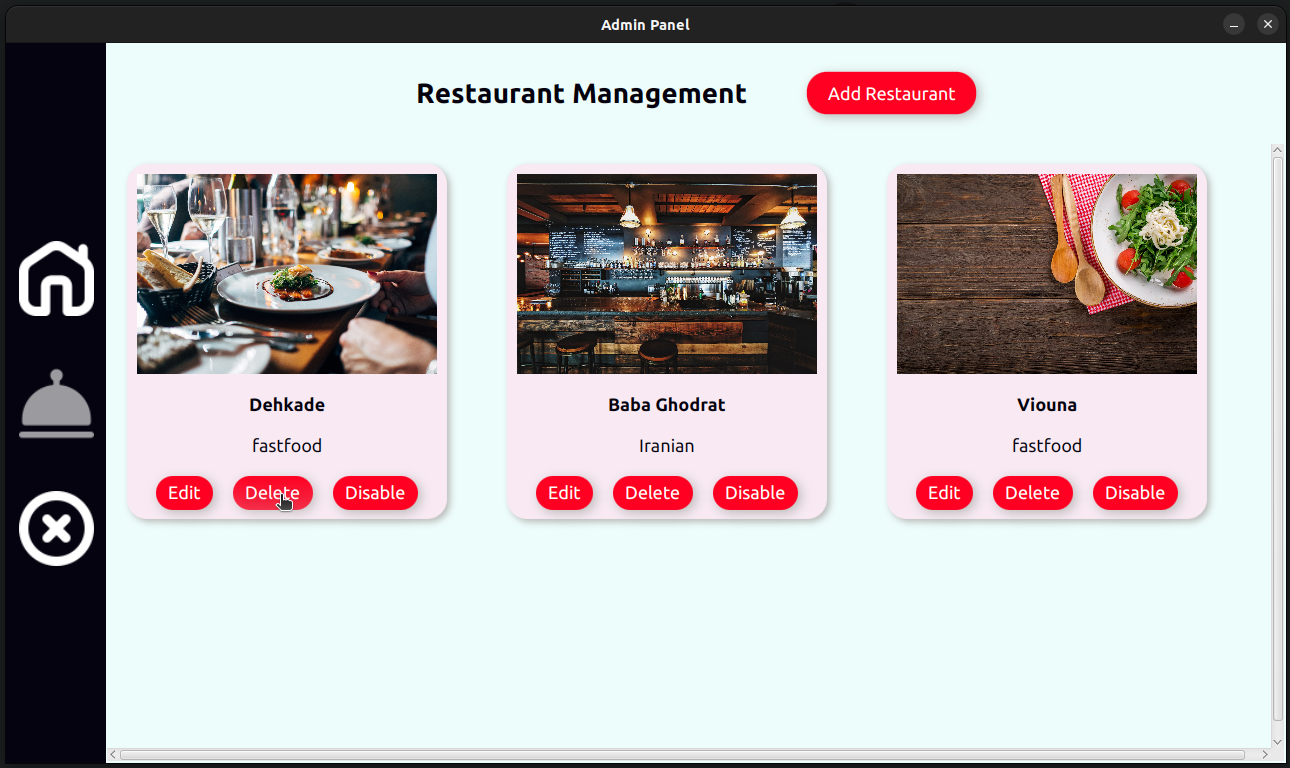 Admin Panel
Restaurant Management
Add Restaurant
Dehkade
fastfood
Edit Delete Disable
Baba Ghodrat
Iranian
Edit Delete Disable
Viouna
fastfood
Edit Delete Disable